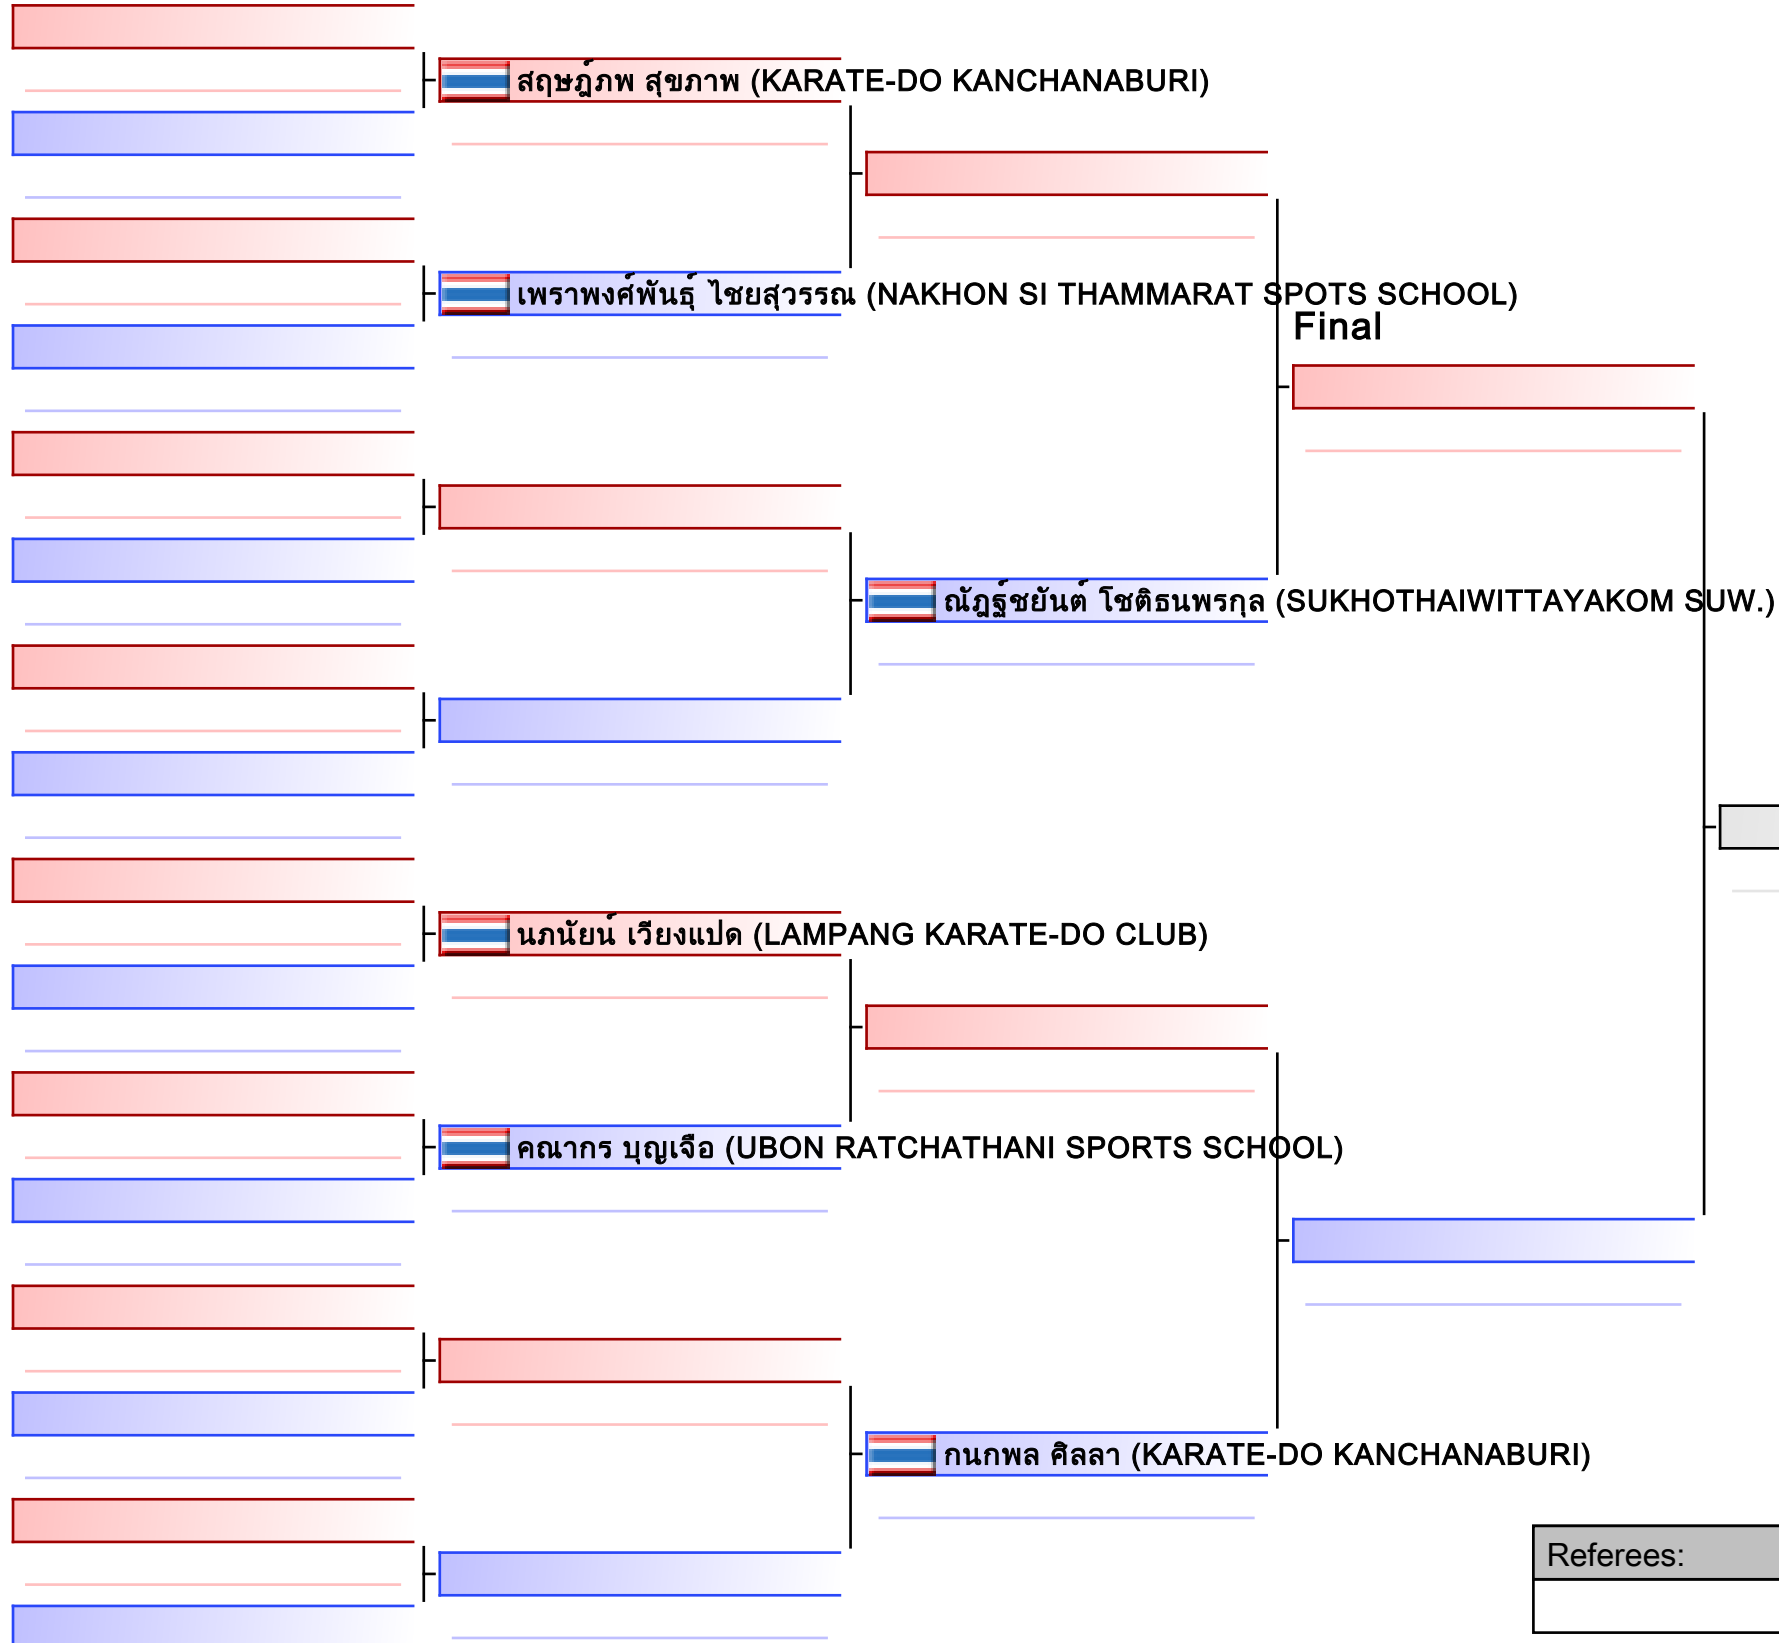 สฤษฎ์ภพ สุขภาพ (KARATE-DO KANCHANABURI)
เพราพงศ์พันธุ์ ไชยสุวรรณ (NAKHON SI THAMMARAT SPOTS SCHOOL)
Final
ณัฏฐ์ชยันต์ โชติธนพรกุล (SUKHOTHAIWITTAYAKOM SUW.)
นภนัยน์ เวียงแปด (LAMPANG KARATE-DO CLUB)
คณากร บุญเจือ (UBON RATCHATHANI SPORTS SCHOOL)
กนกพล ศิลลา (KARATE-DO KANCHANABURI)
Referees: